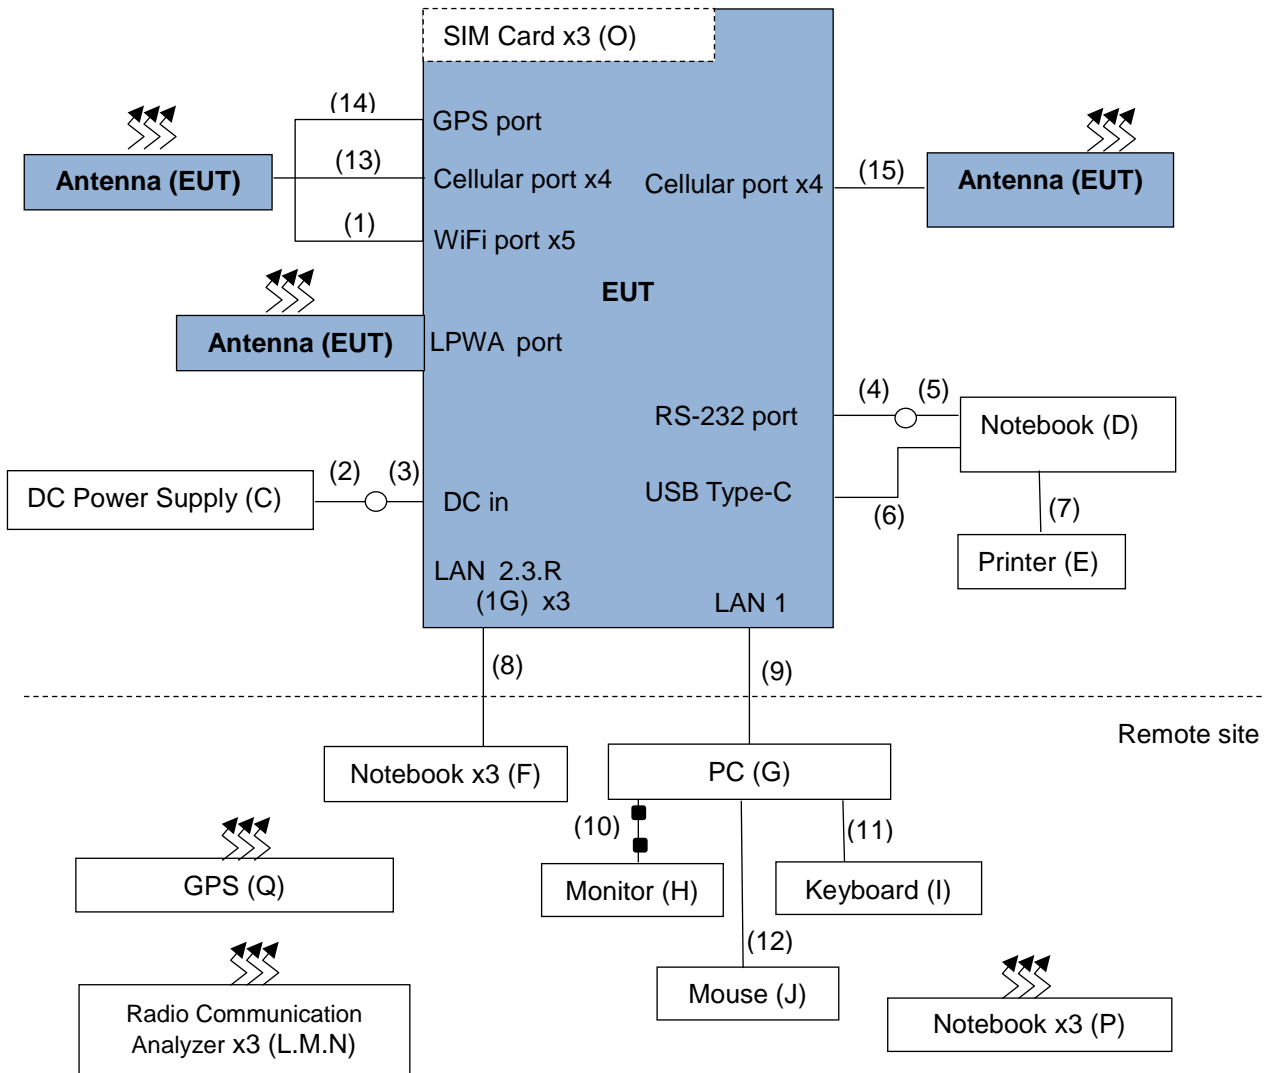 SIM Card x3 (O)
(14)
GPS port
(13)
Antenna (EUT)
Cellular port x4
Cellular port x4
(15)
Antenna (EUT)
(1)
WiFi port x5
EUT
Antenna (EUT)
LPWA port
(4)
(5)
RS-232 port
Notebook (D)
(2)
(3)
DC Power Supply (C)
DC in
USB Type-C
(6)
(7)
Printer (E)
LAN 2.3.R
(1G) x3
LAN 1
(8)
(9)
Remote site
Notebook x3 (F)
PC (G)
(10)
(11)
GPS (Q)
Monitor (H)
Keyboard (I)
(12)
Mouse (J)
Radio Communication
Analyzer x3 (L.M.N)
Notebook x3 (P)